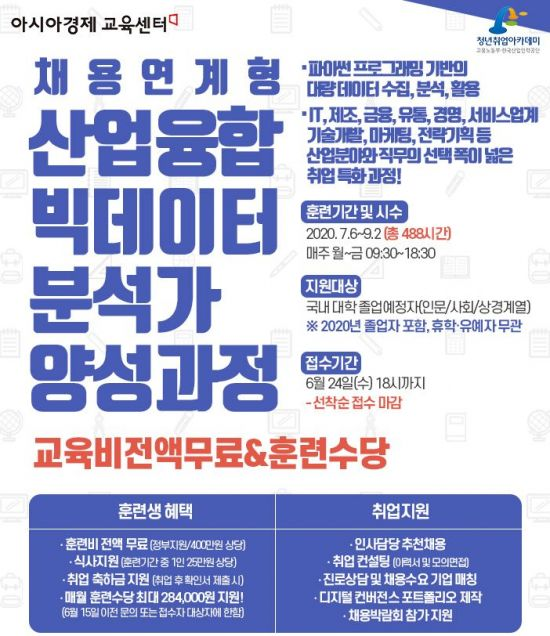 아시아경제 교육센터
청년취업아카데미
고용노동부·한국산업인력공단
채용연계형
산업융합
빅데이터
분석가
양성과정
· 파이썬 프로그래밍 기반의
대량 데이터 수집, 분석, 활용
· IT, 제조, 금융, 유통, 경영, 서비스업계
기술개발, 마케팅, 전략기획 등
산업분야와 직무의 선택 폭이 넓은
취업 특화 과정!
훈련기간 및 시수
2020. 7.6~9.2 (총 488시간)
매주 월~금 09:30~18:30
지원대상
국내 대학 졸업예정자(인문/사회/상경계열)
※ 2020년 졸업자 포함, 휴학·유예자 무관
접수기간
6월 24일(수) 18시까지
- 선착순 접수 마감
교육비전액무료&훈련수당
훈련생 혜택
· 훈련비 전액 무료 (정부지원/400만원 상당)
· 식사지원 (훈련기간 중 1인 25만원 상당)
· 취업 축하금 지원 (취업 후 확인서 제출 시)
· 매월 훈련수당 최대 284,000원 지원!
(6월 15일 이전 문의 또는 접수자 대상자에 한함)
취업지원
· 인사담당 추천채용
· 취업 컨설팅 (이력서 및 모의면접)
· 진로상담 및 채용수요 기업 매칭
· 디지털 컨버전스 포트폴리오 제작
· 채용박람회 참가 지원